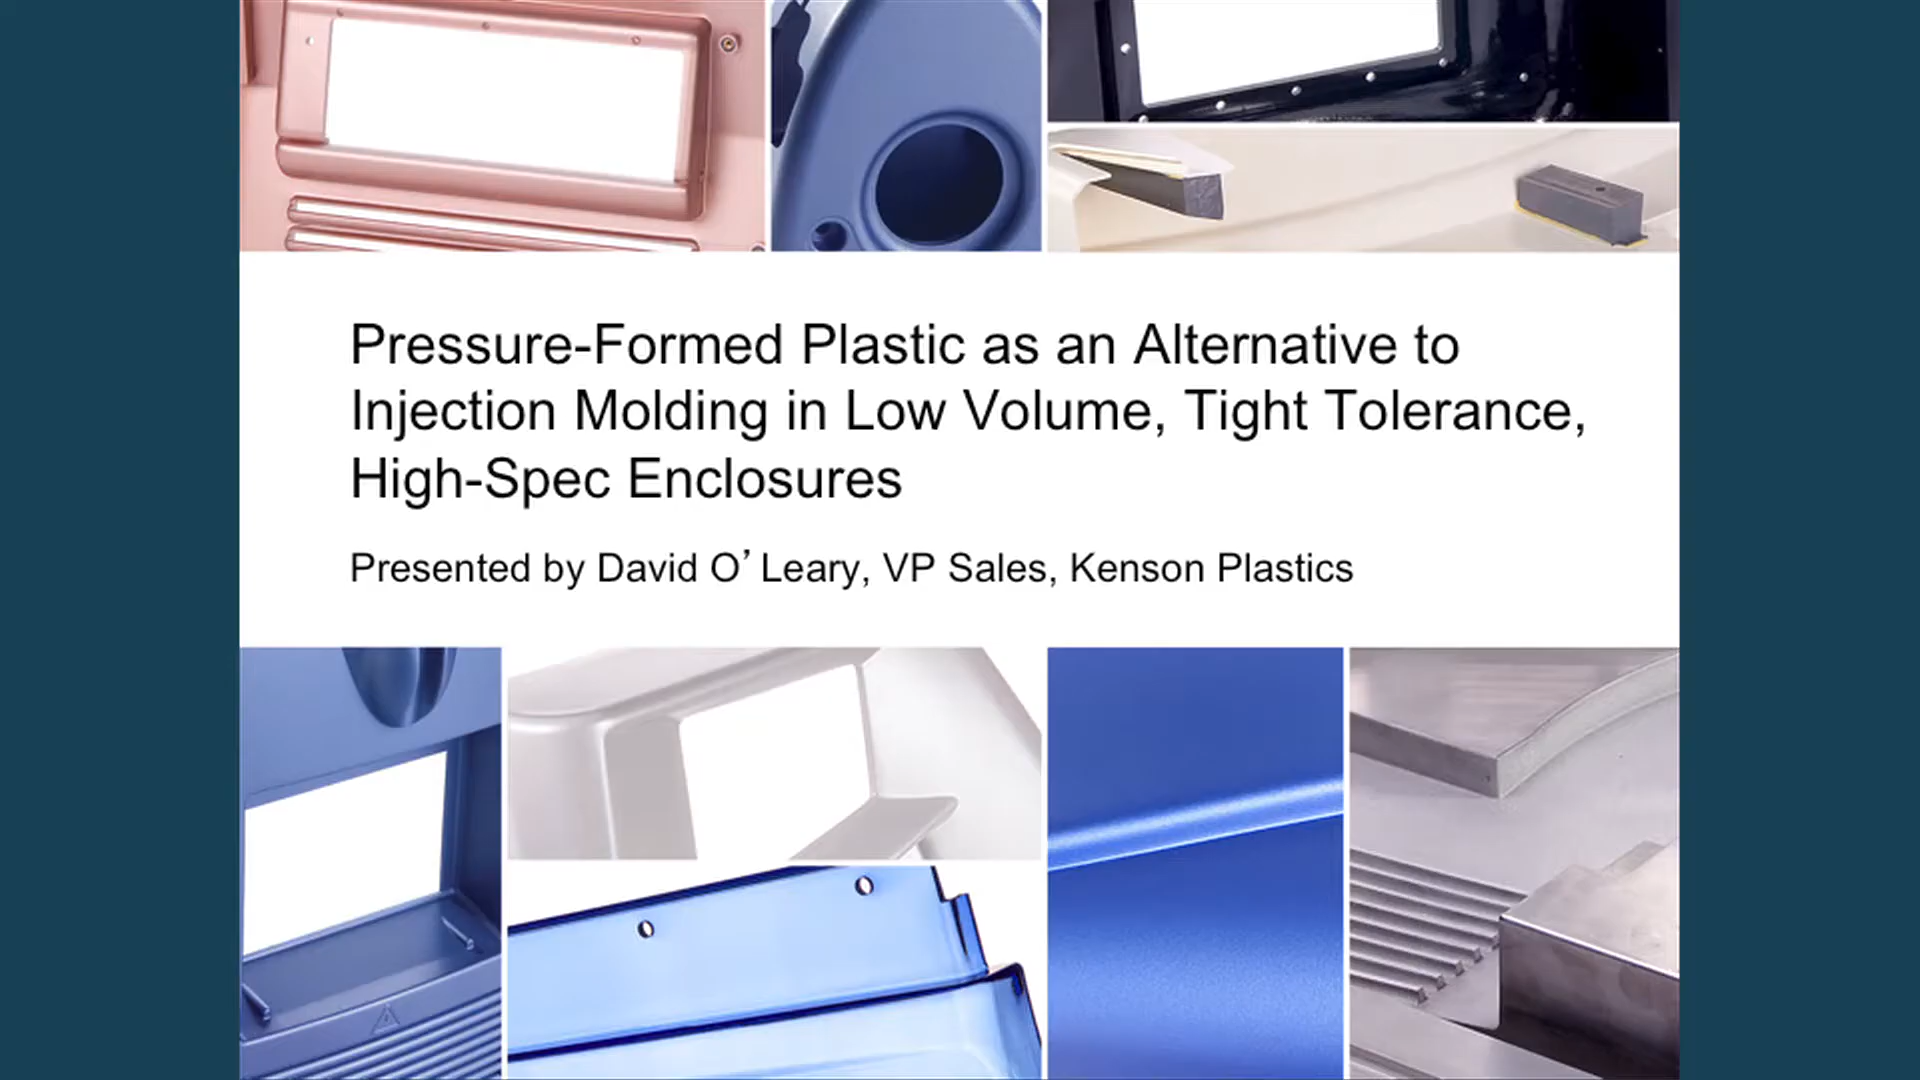 Pressure-Formed Plastic as an Alternative to
Injection Molding in Low Volume, Tight Tolerance,
High-Spec Enclosures
Presented by David O’ Leary, VP Sales, Kenson Plastics